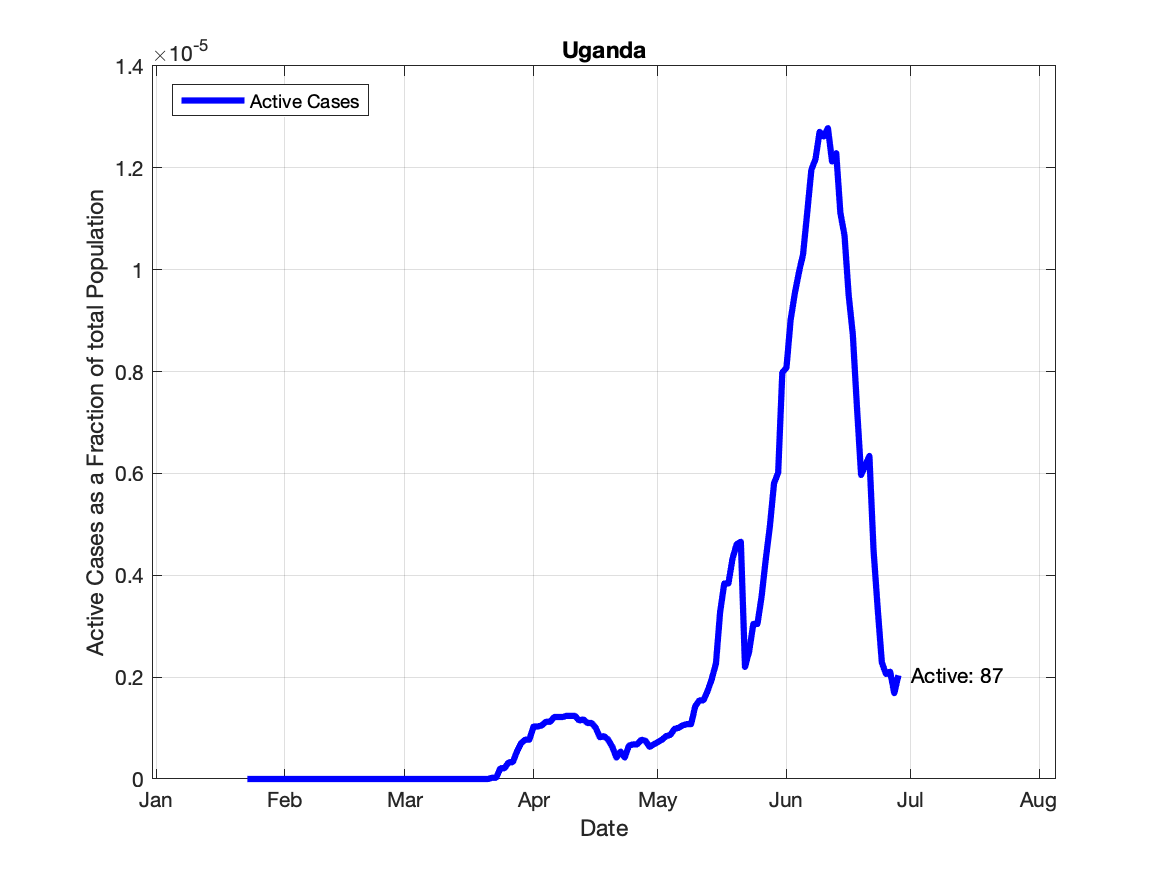 Uganda
×10-5
Active Cases
1.4
1.2
1
0.8
0.6
0.4
0.2
0
Active Cases as a Fraction of total Population
Active: 87
Jan Feb Mar Apr May Jun Jul Aug
Date